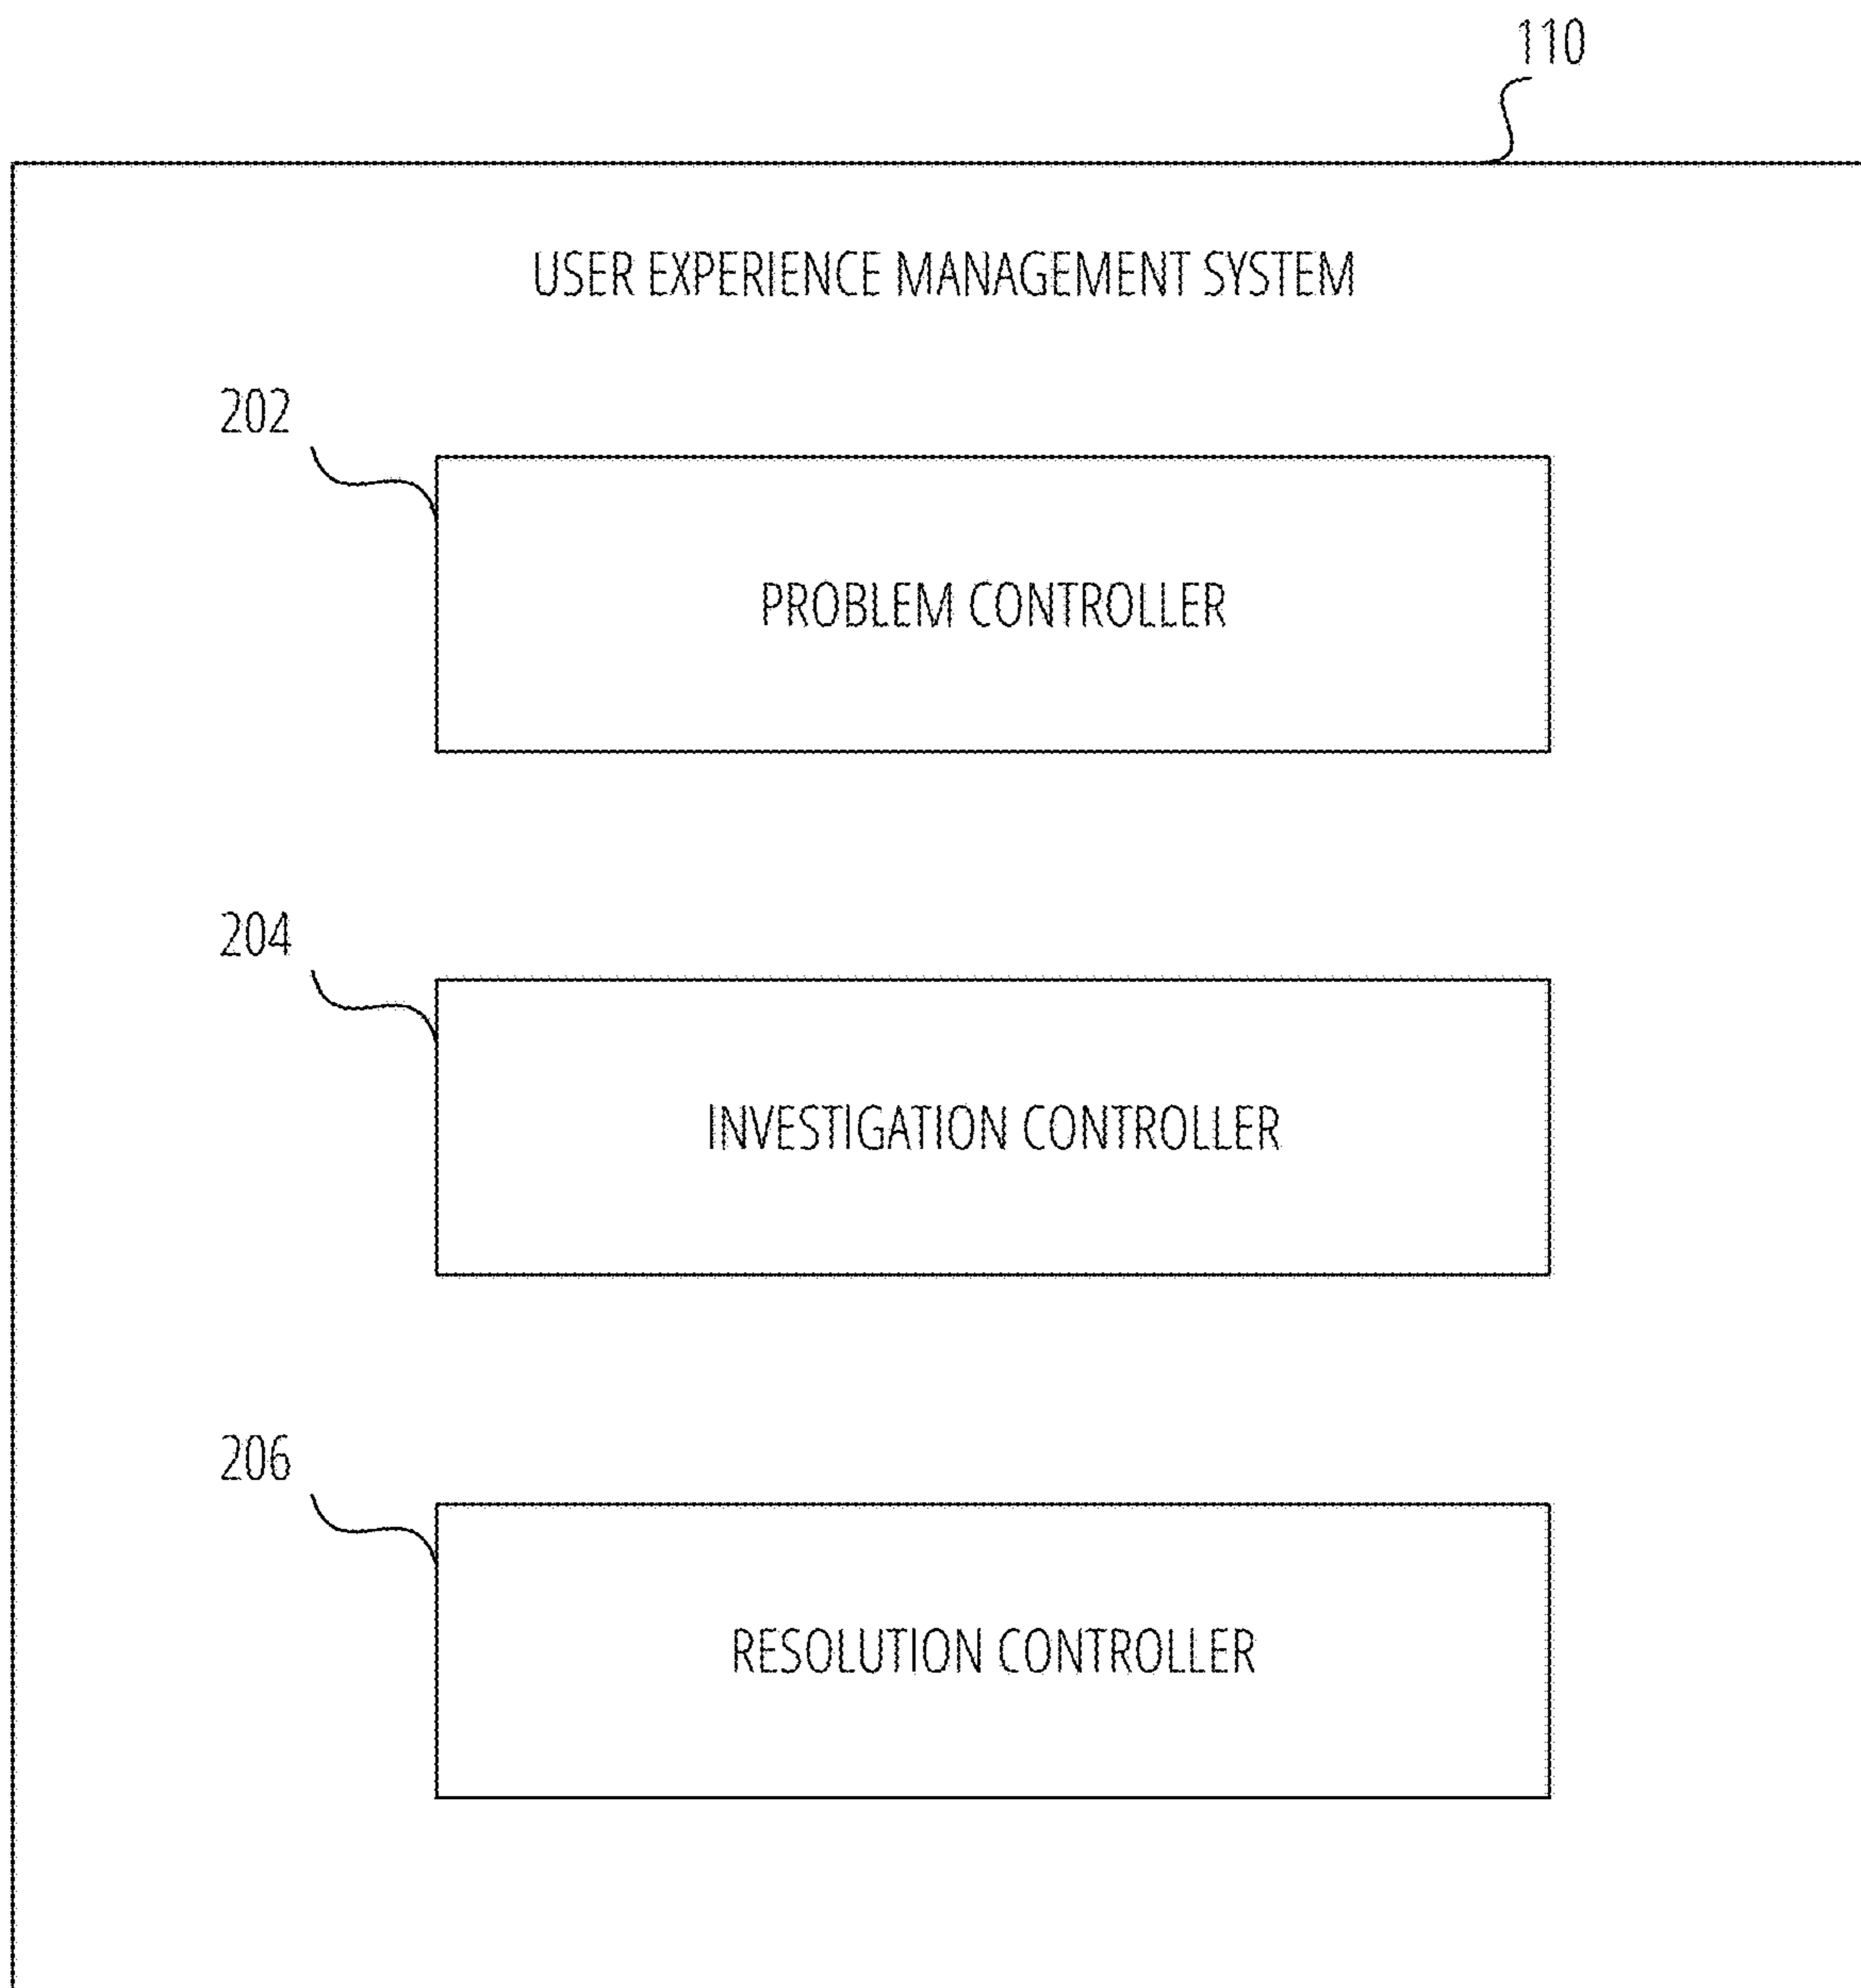 110
USER EXPERIENCE MANAGEMENT SYSTEM
202
PROBLEM CONTROLLER
204
INVESTIGATION CONTROLLER
206
RESOLUTION CONTROLLER